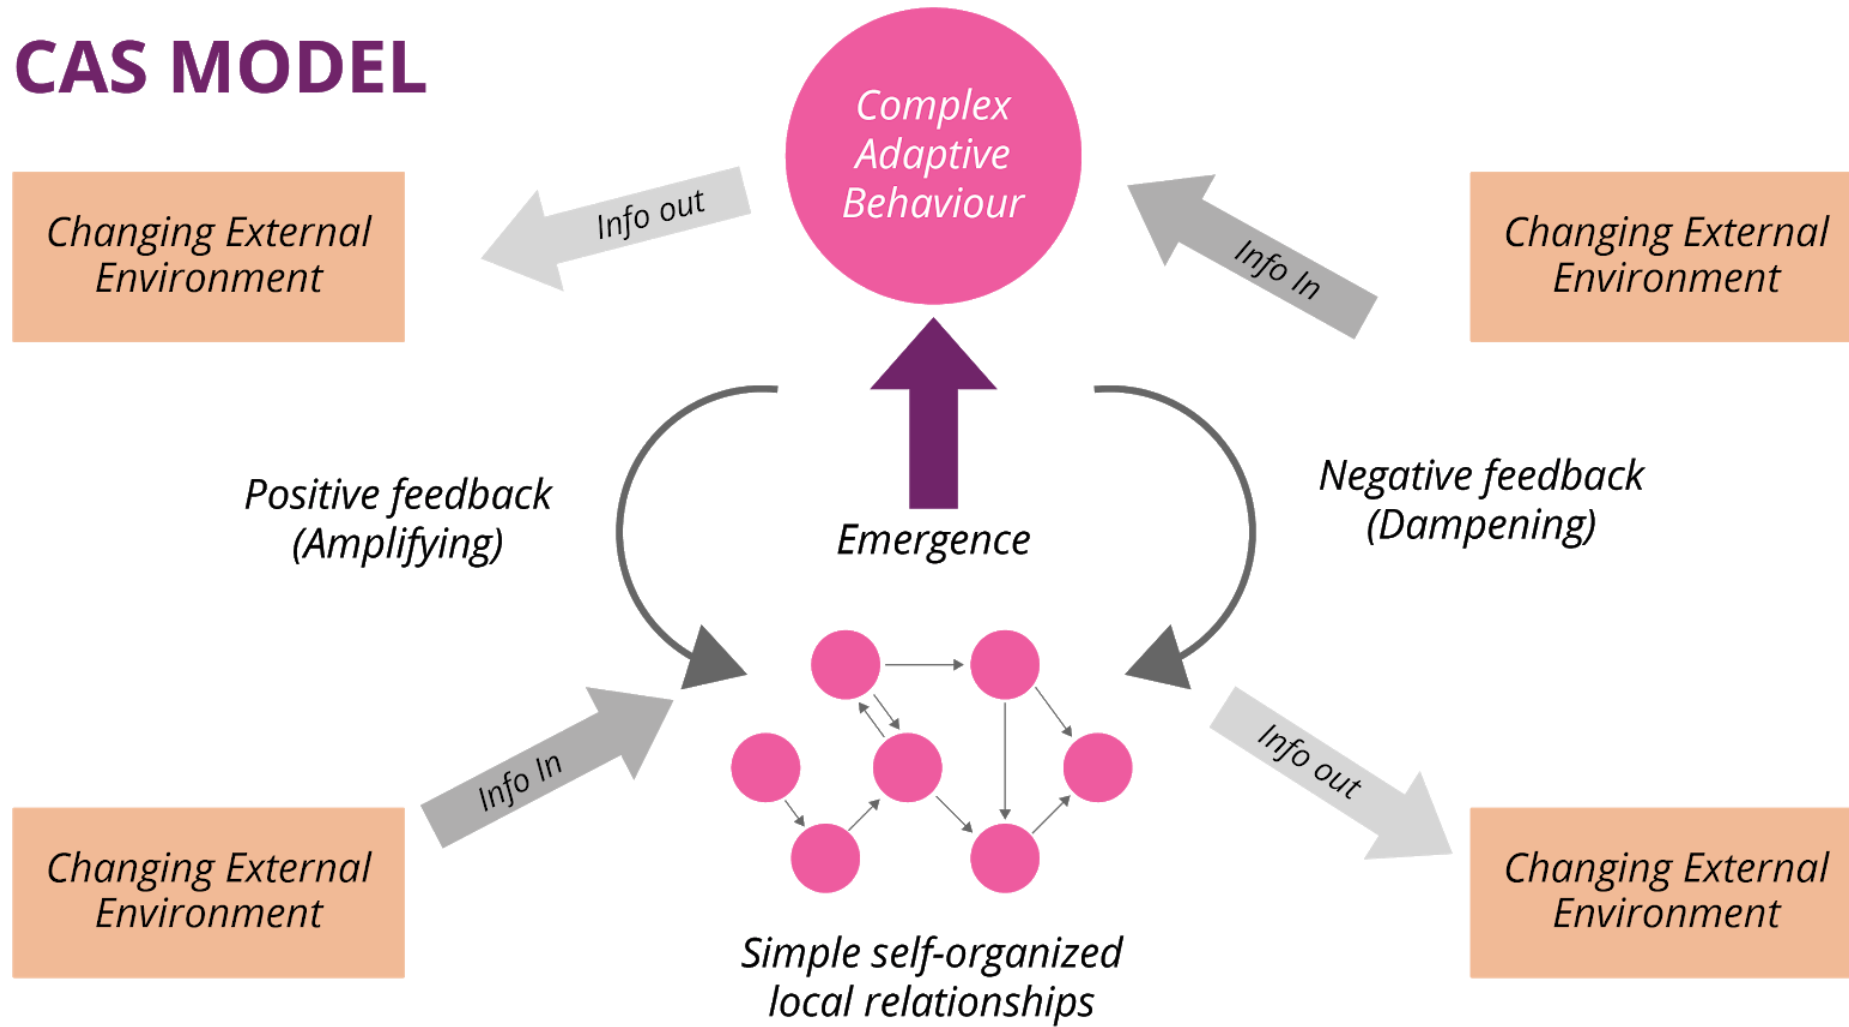 CAS MODEL
Complex
Adaptive
Behaviour
Changing External
Environment
Info out
Info In
Changing External
Environment
Positive feedback
(Amplifying)
Emergence
Negative feedback
(Dampening)
Changing External
Environment
Info In
Info out
Changing External
Environment
Simple self-organized
local relationships